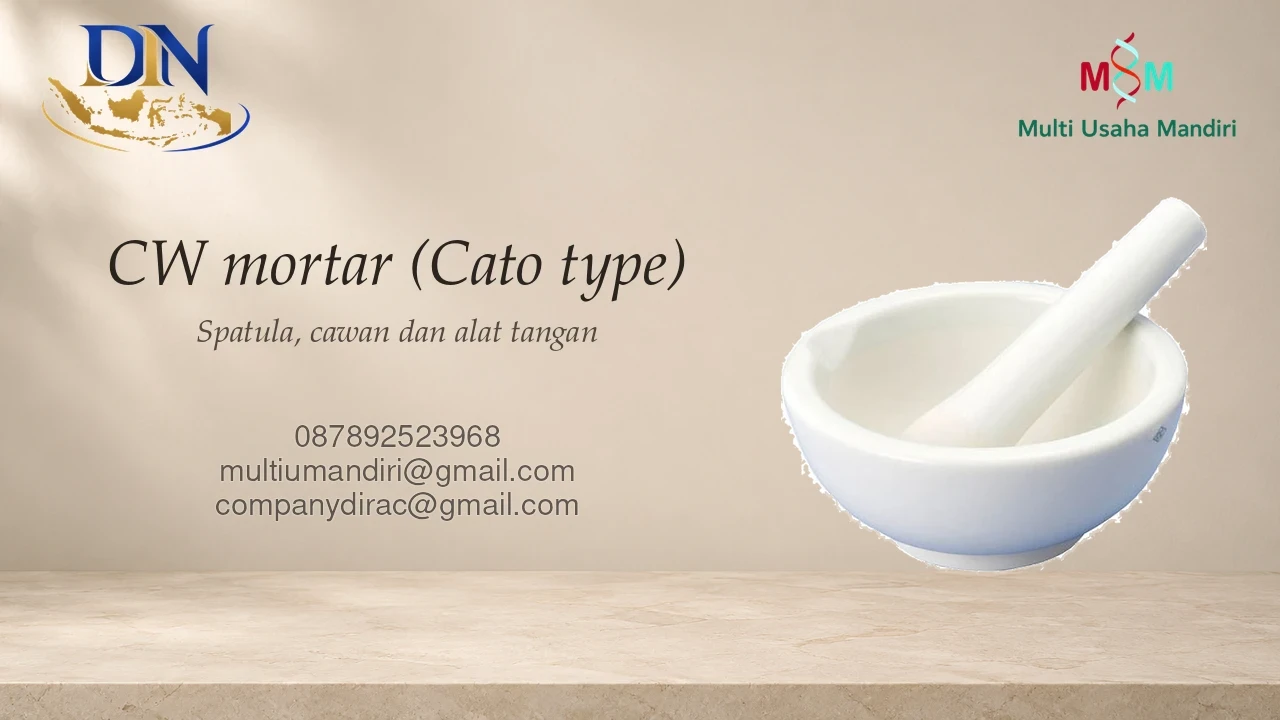 DN
MM
Multi Usaha Mandiri
CW mortar (Cato type)
Spatula, cawan dan alat tangan
087892523968
multiumandiri@gmail.com
companydirac@gmail.com